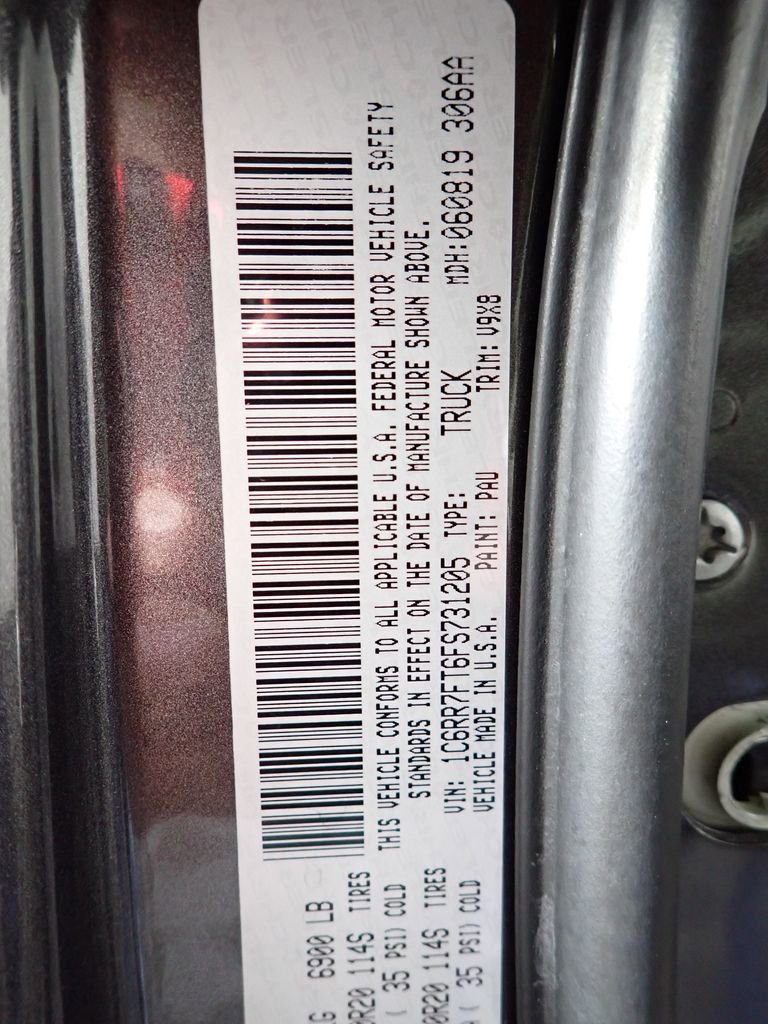 THIS VEHICLE CONFORMS TO ALL APPLICABLE U.S.A. FEDERAL MOTOR VEHICLE SAFETY
STANDARDS IN EFFECT ON THE DATE OF MANUFACTURE SHOWN ABOVE.
VIN: 1C6RR7FT6FS731205 TYPE: TRUCK MDH:060819 306AA
VEHICLE MADE IN U.S.A. PAINT: PAU TRIM: V9X8
6900 LB
0R20 114S TIRES
( 35 PSI) COLD
0R20 114S TIRES
( 35 PSI) COLD